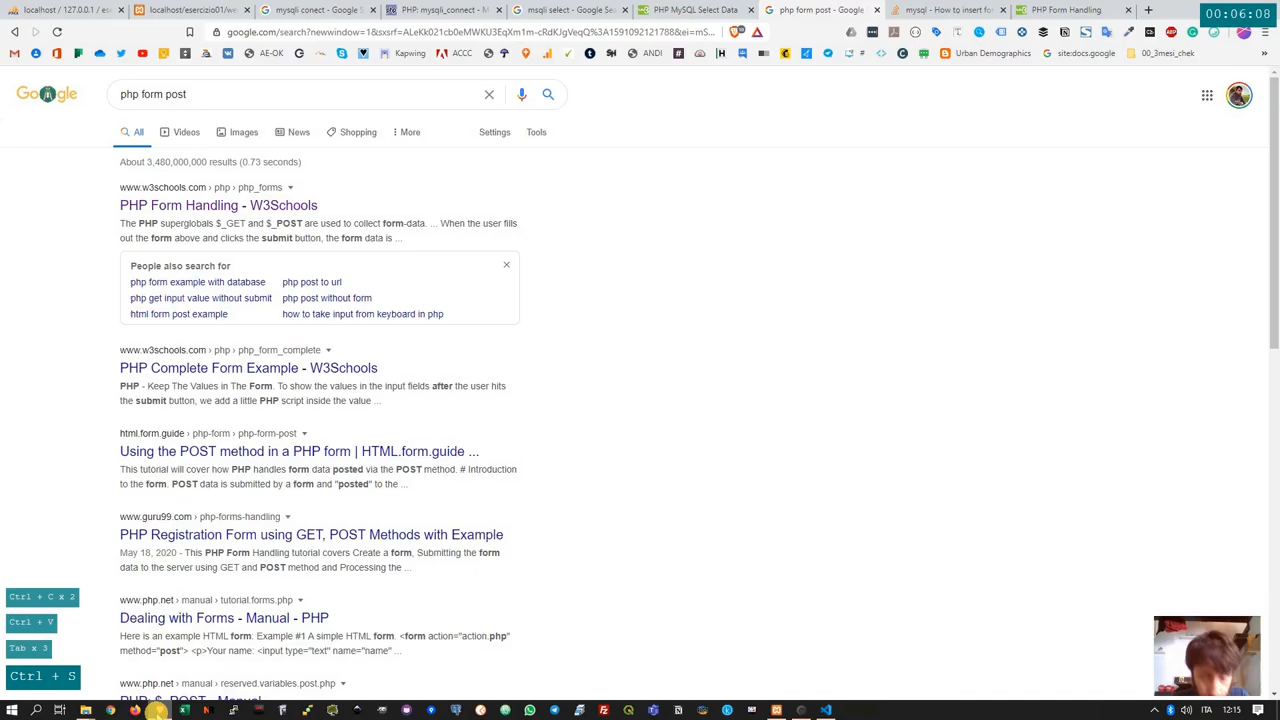 localhost / 127.0.0.1 / eserc
localhost/esercizio01/we
mysqli conect - Google S
PHP: mysqli_connect - M
msqli select - Google Se
PHP MySQL Select Data
php form post - Google
mysql - How to insert for
PHP Form Handling
00:06:08
google.com/search?newwindow=1&sxsrf=ALeKk021cb0eMWKU3EqXm1m-cRdKJgVeqQ%3A1591092121788&ei=mS...
AE-OK
Kapwing
ACCC
ANDI
Urban Demographics
site:docs.google
00_3mesi_chek
Google
php form post
All
Videos
Images
News
Shopping
More
Settings
Tools
About 3,480,000,000 results (0.73 seconds)
www.w3schools.com › php › php_forms
PHP Form Handling - W3Schools
The PHP superglobals $_GET and $_POST are used to collect form-data. ... When the user fills
out the form above and clicks the submit button, the form data is ...
People also search for
php form example with database
php post to url
php get input value without submit
php post without form
html form post example
how to take input from keyboard in php
www.w3schools.com › php › php_form_complete
PHP Complete Form Example - W3Schools
PHP - Keep The Values in The Form. To show the values in the input fields after the user hits
the submit button, we add a little PHP script inside the value ...
html.form.guide › php-form › php-form-post
Using the POST method in a PHP form | HTML.form.guide ...
This tutorial will cover how PHP handles form data posted via the POST method. # Introduction
to the form. POST data is submitted by a form and "posted" to the ...
www.guru99.com › php-forms-handling
PHP Registration Form using GET, POST Methods with Example
May 18, 2020 - This PHP Form Handling tutorial covers Create a form, Submitting the form
data to the server using GET and POST method and Processing the ...
www.php.net › manual › tutorial.forms.php
Dealing with Forms - Manual - PHP
Here is an example HTML form: Example #1 A simple HTML form. <form action="action.php"
method="post"> <p>Your name: <input type="text" name="name" ...
www.php.net › manual › reserved.variables.post.php
PHP: $_POST - Manual
Ctrl + C x 2
Ctrl + V
Tab x 3
Ctrl + S
ITA
12:15